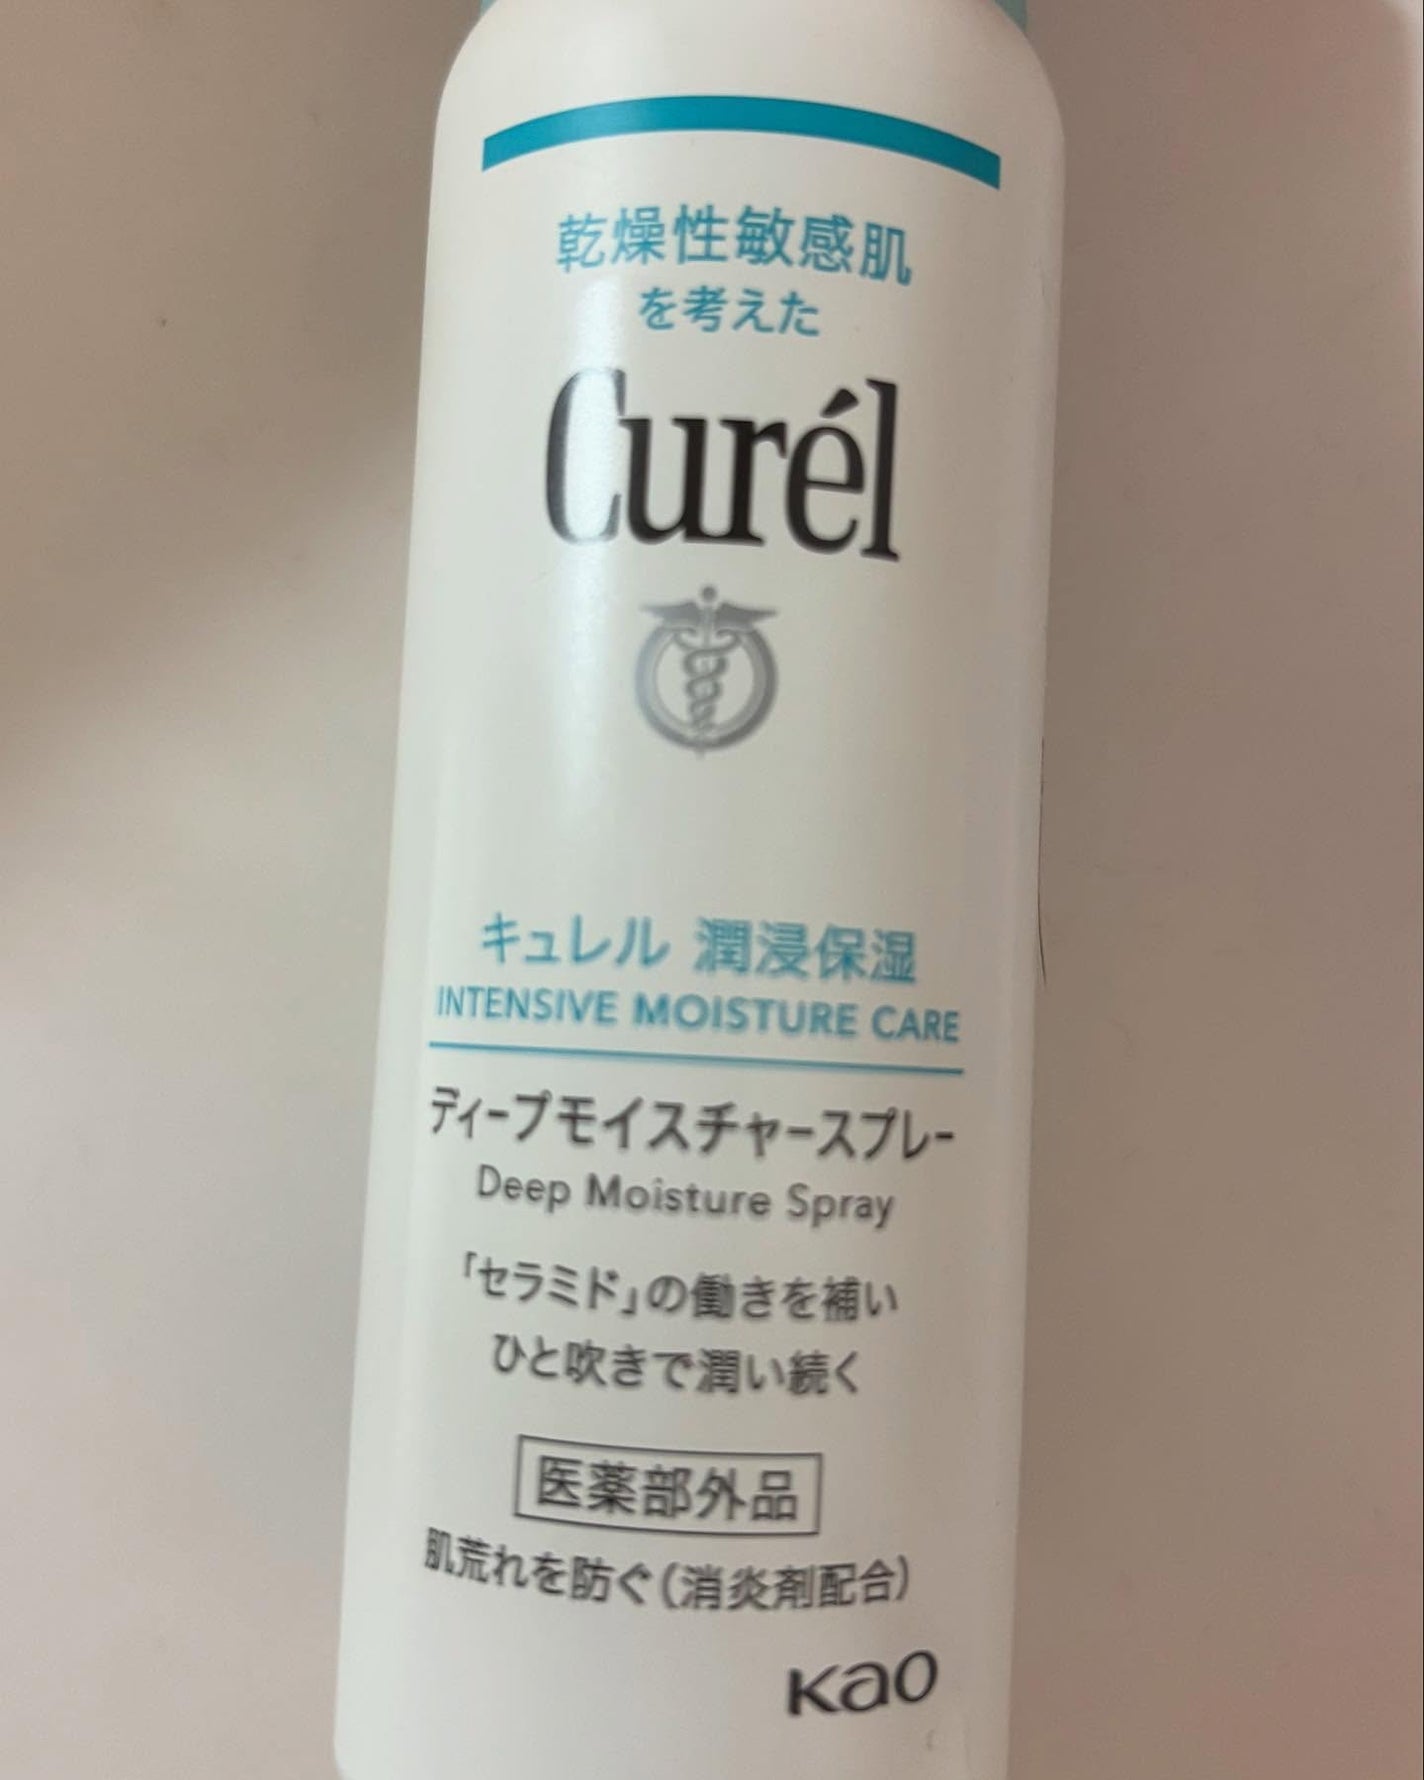 乾燥性敏感肌
を考えた
Curél
キュレル 潤浸保湿
INTENSIVE MOISTURE CARE
ディープモイスチャースプレー
Deep Moisture Spray
「セラミド」の働きを補い
ひと吹きで潤い続く
医薬部外品
肌荒れを防ぐ(消炎剤配合)
Kao